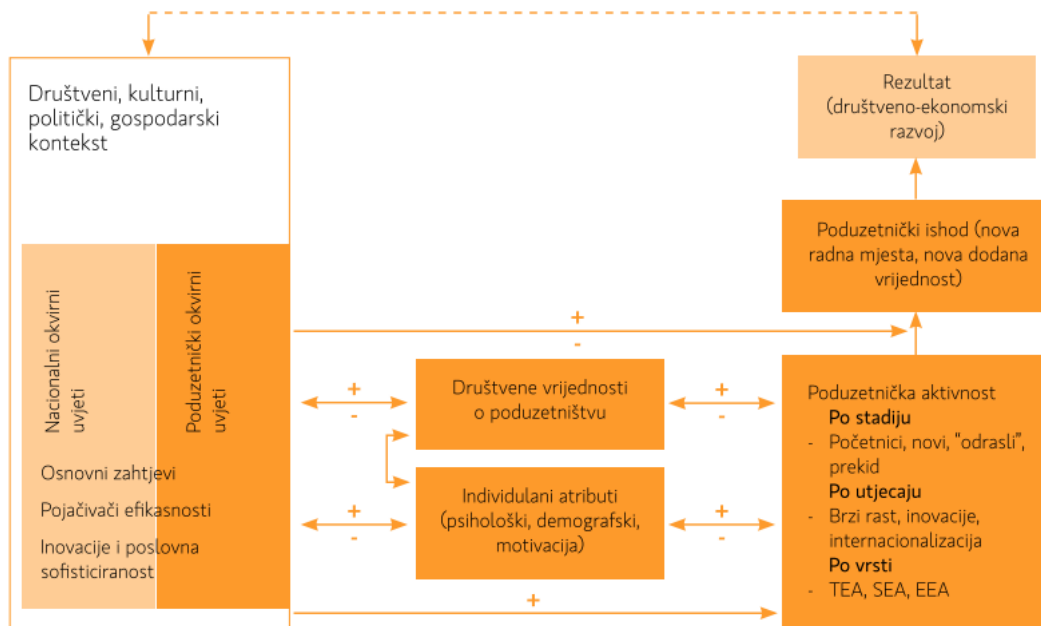 Društveni, kulturni,
politički, gospodarski
kontekst
Nacionalni okvirni
uvjeti
Poduzetnički okvirni
uvjeti
Osnovni zahtjevi
Pojačivači efikasnosti
Inovacije i poslovna
sofisticiranost
+
-
+
-
Društvene vrijednosti
o poduzetništvu
+
-
+
-
Individulani atributi
(psihološki, demografski,
motivacija)
+
-
+
Rezultat
(društveno-ekonomski
razvoj)
Poduzetnički ishod (nova
radna mjesta, nova dodana
vrijednost)
Poduzetnička aktivnost
Po stadiju
- Početnici, novi, "odrasli",
prekid
Po utjecaju
- Brzi rast, inovacije,
internacionalizacija
Po vrsti
- TEA, SEA, EEA